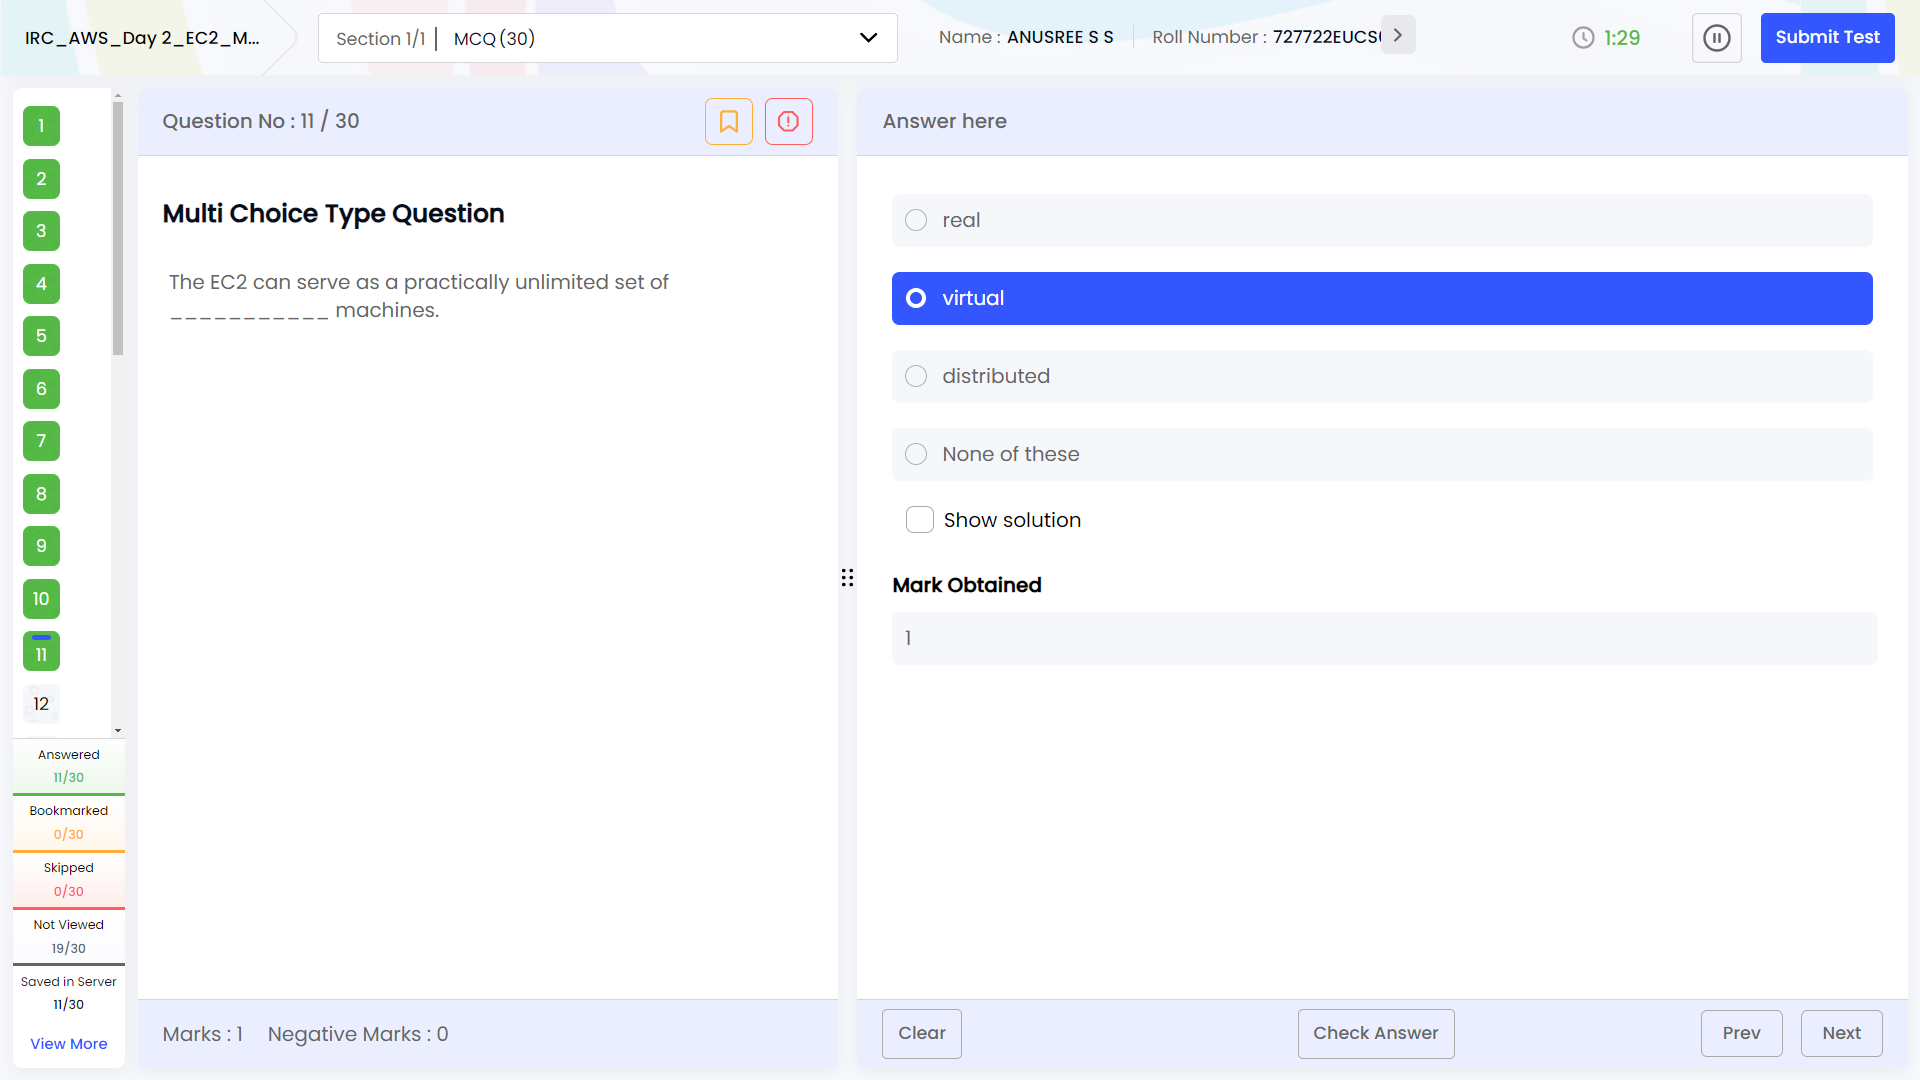 IRC_AWS_Day 2_EC2_M...
Section 1/1
MCQ (30)
Name : ANUSREE S S
Roll Number : 727722EUCS
1:29
Submit Test
1
2
3
4
5
6
7
8
9
10
11
12
Answered
11/30
Bookmarked
0/30
Skipped
0/30
Not Viewed
19/30
Saved in Server
11/30
View More
Question No : 11 / 30
Multi Choice Type Question
The EC2 can serve as a practically unlimited set of
___________ machines.
Marks : 1
Negative Marks : 0
Answer here
real
virtual
distributed
None of these
Show solution
Mark Obtained
1
Clear
Check Answer
Prev
Next